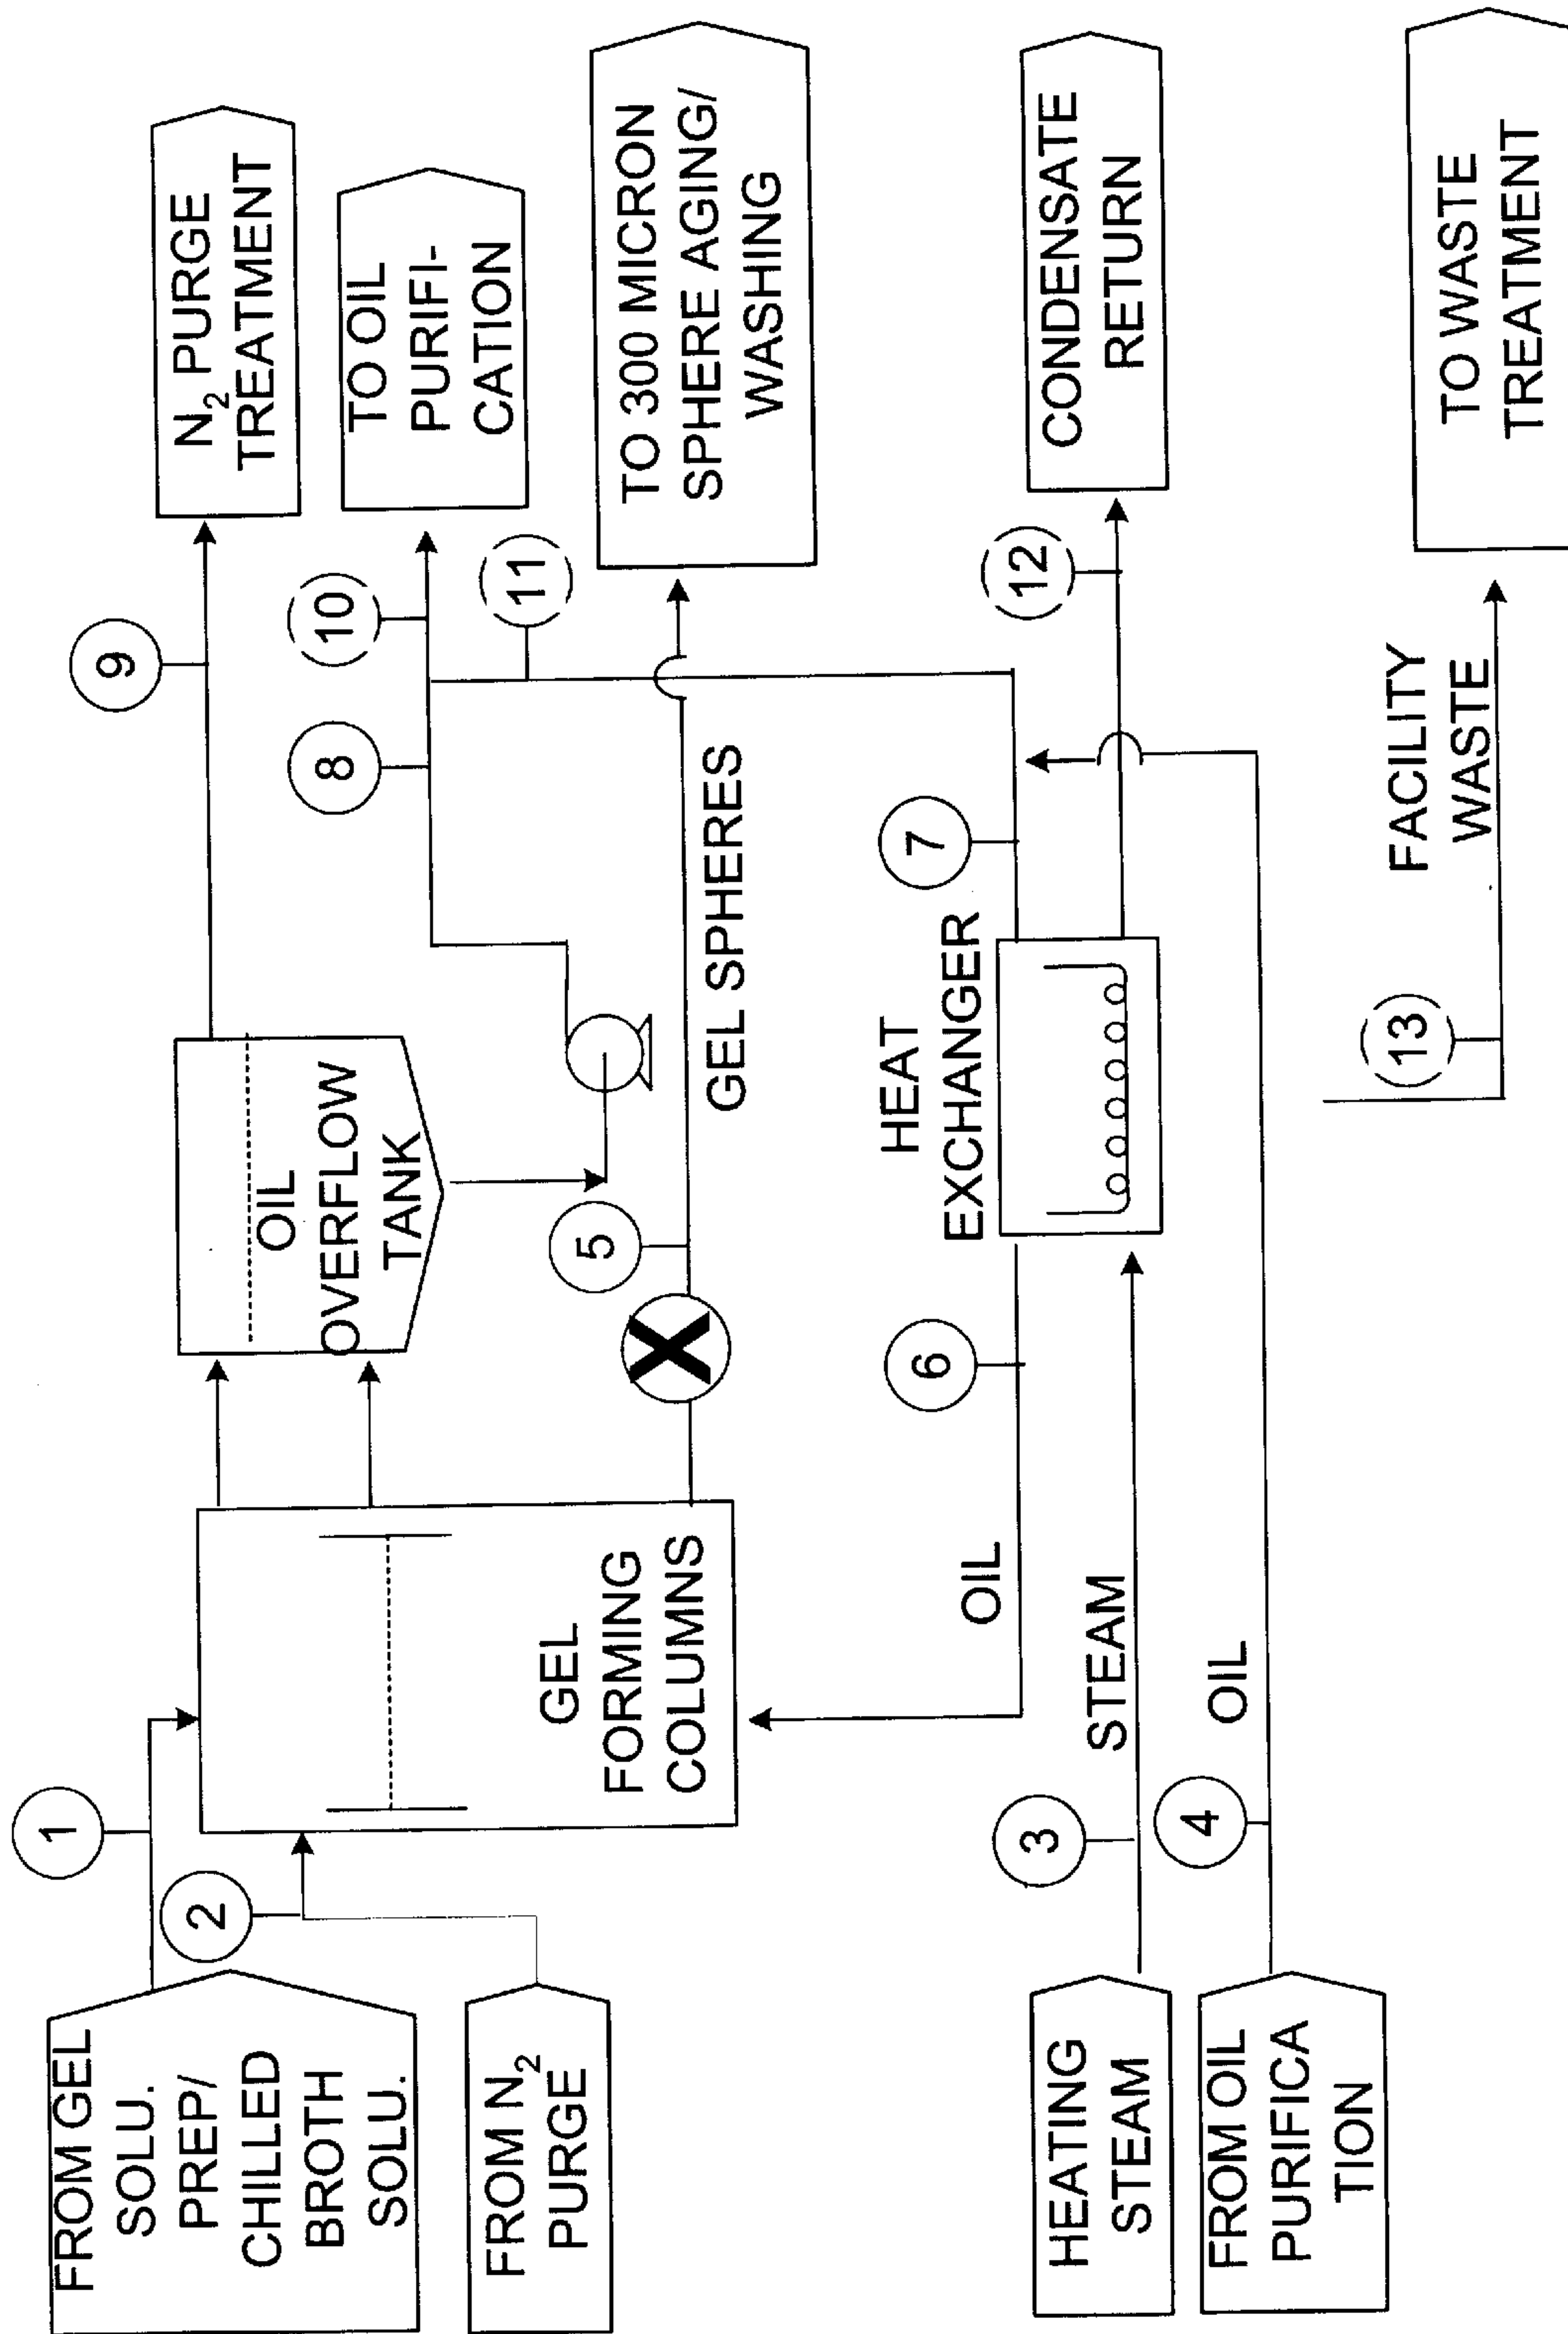 FROM GEL
SOLU.
PREP/
CHILLED
BROTH
SOLU.
1
2
FROM N₂
PURGE
GEL
FORMING
COLUMNS
OIL
OVERFLOW
TANK
9
N₂ PURGE
TREATMENT
8
10
TO OIL
PURIFI-
CATION
11
X
5
GEL SPHERES
TO 300 MICRON
SPHERE AGING/
WASHING
HEATING
STEAM
3
STEAM
OIL
6
HEAT
EXCHANGER
7
12
CONDENSATE
RETURN
FROM OIL
PURIFICA
TION
4
OIL
13
FACILITY
WASTE
TO WASTE
TREATMENT